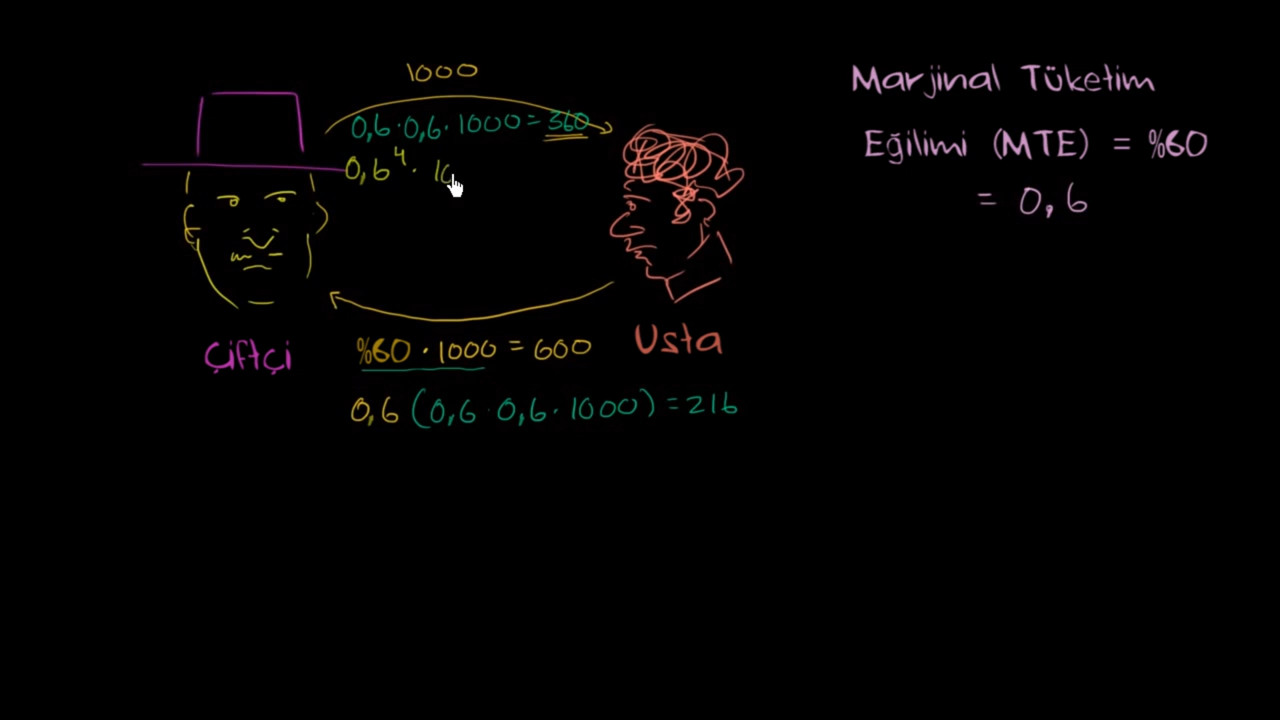 1000
0,6·0,6·1000=360
0,6⁴· 10
Çiftçi
Usta
%60 · 1000 = 600
0,6 (0,6 · 0,6 · 1000) = 216
Marjinal Tüketim
Eğilimi (MTE) = %60
= 0,6